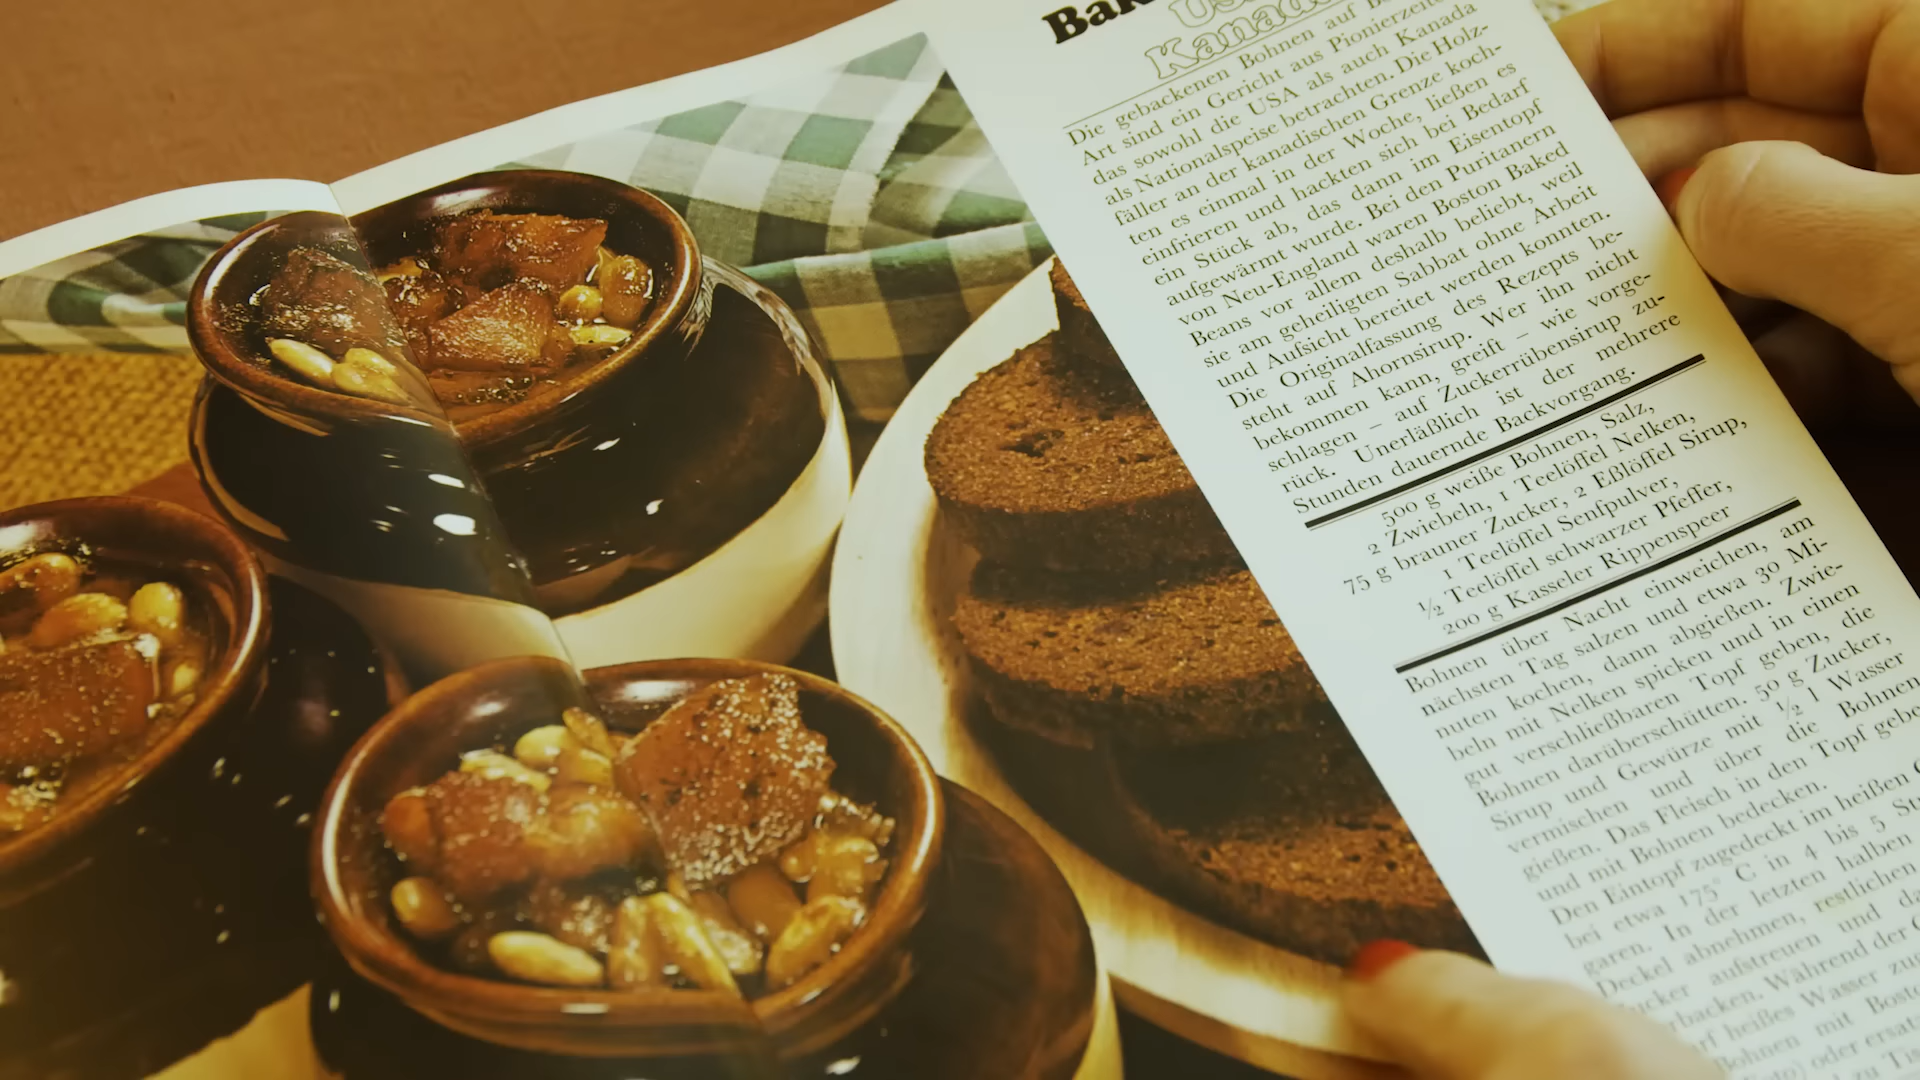 USA
Kanada
Die gebackenen Bohnen auf
Art sind ein Gericht aus Pionierzeiten
das sowohl die USA als auch Kanada
als Nationalspeise betrachten. Die Holz-
fäller an der kanadischen Grenze koch-
ten es einmal in der Woche, ließen es
einfrieren und hackten sich bei Bedarf
ein Stück ab, das dann im Eisentopf
aufgewärmt wurde. Bei den Puritanern
von Neu-England waren Boston Baked
Beans vor allem deshalb beliebt, weil
sie am geheiligten Sabbat ohne Arbeit
und Aufsicht bereitet werden konnten.
Die Originalfassung des Rezepts be-
steht auf Ahornsirup. Wer ihn nicht
bekommen kann, greift – wie vorge-
schlagen – auf Zuckerrübensirup zu-
rück. Unerläßlich ist der mehrere
Stunden dauernde Backvorgang.
500 g weiße Bohnen, Salz,
2 Zwiebeln, 1 Teelöffel Nelken,
75 g brauner Zucker, 2 Eßlöffel Sirup,
1 Teelöffel Senfpulver,
½ Teelöffel schwarzer Pfeffer,
200 g Kasseler Rippenspeer
Bohnen über Nacht einweichen, am
nächsten Tag salzen und etwa 30 Mi-
nuten kochen, dann abgießen. Zwie-
beln mit Nelken spicken und in einen
gut verschließbaren Topf geben, die
Bohnen darüberschütten. 50 g Zucker,
Sirup und Gewürze mit ½ l Wasser
vermischen und über die Bohnen
gießen. Das Fleisch in den Topf geben
und mit Bohnen bedecken.
Den Eintopf zugedeckt im heißen
bei etwa 175° C in 4 bis 5
garen. In der letzten halben
Deckel abnehmen, restlichen
aufstreuen und
Während der
heißes Wasser
mit
oder